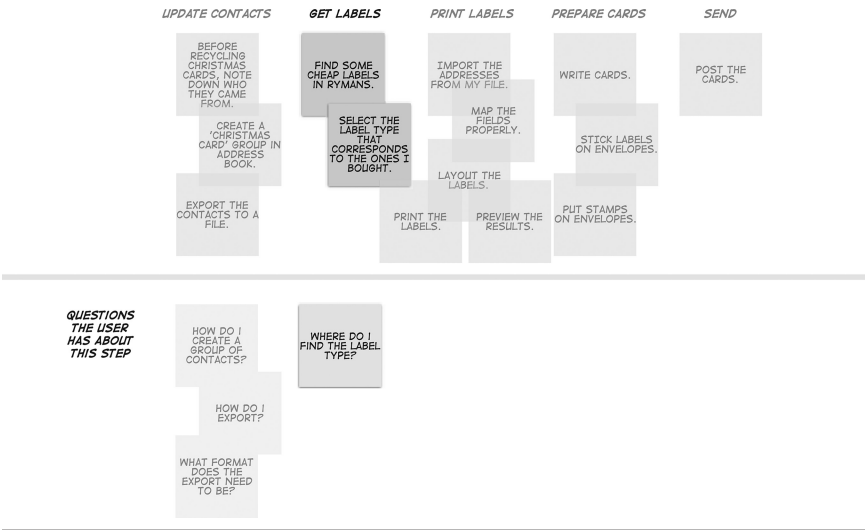 UPDATE CONTACTS
GET LABELS
PRINT LABELS
PREPARE CARDS
SEND
BEFORE
RECYCLING
CHRISTMAS
CARDS, NOTE
DOWN WHO
THEY CAME
FROM.
CREATE A
'CHRISTMAS
CARD' GROUP IN
ADDRESS
BOOK.
EXPORT THE
CONTACTS TO A
FILE.
FIND SOME
CHEAP LABELS
IN RYMANS.
SELECT THE
LABEL TYPE
THAT
CORRESPONDS
TO THE ONES I
BOUGHT.
IMPORT THE
ADDRESSES
FROM MY FILE.
MAP THE
FIELDS
PROPERLY.
LAYOUT THE
LABELS.
PRINT THE
LABELS.
PREVIEW THE
RESULTS.
WRITE CARDS.
STICK LABELS
ON ENVELOPES.
PUT STAMPS
ON ENVELOPES.
POST THE
CARDS.
QUESTIONS
THE USER
HAS ABOUT
THIS STEP
HOW DO I
CREATE A
GROUP OF
CONTACTS?
HOW DO I
EXPORT?
WHAT FORMAT
DOES THE
EXPORT NEED
TO BE?
WHERE DO I
FIND THE LABEL
TYPE?